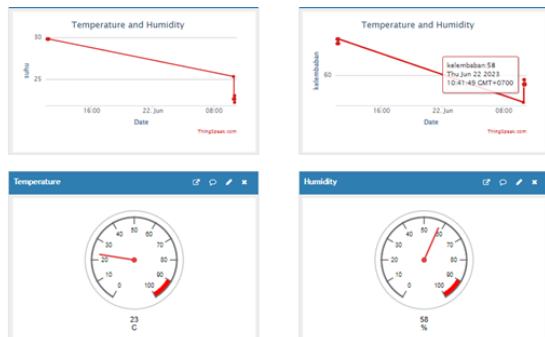 Temperature and Humidity
30
25
suhu
16:00
22. Jun
08:00
Date
ThingSpeak.com
Temperature and Humidity
60
kelembaban
kelembaban:58
Thu Jun 22 2023
10:41:49 GMT+0700
16:00
22. Jun
08:00
Date
ThingSpeak.com
Temperature
0
10
20
30
40
50
60
70
80
90
100
23
C
Humidity
0
10
20
30
40
50
60
70
80
90
100
58
%